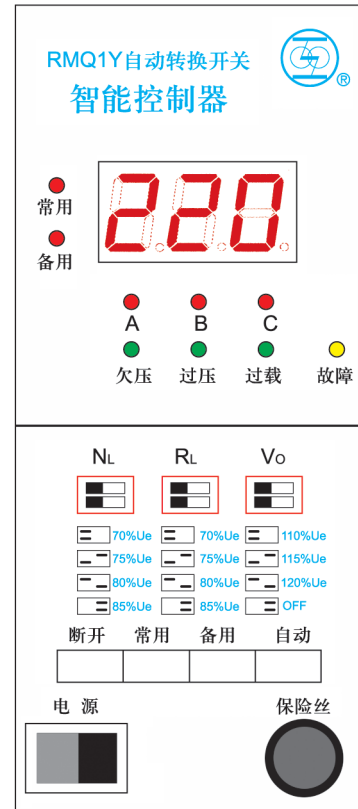 RMQ1Y自动转换开关
智能控制器
®
220
常用
备用
A B C
欠压 过压 过载 故障
NL RL VO
70%Ue 70%Ue 110%Ue
75%Ue 75%Ue 115%Ue
80%Ue 80%Ue 120%Ue
85%Ue 85%Ue OFF
断开 常用 备用 自动
电 源 保险丝